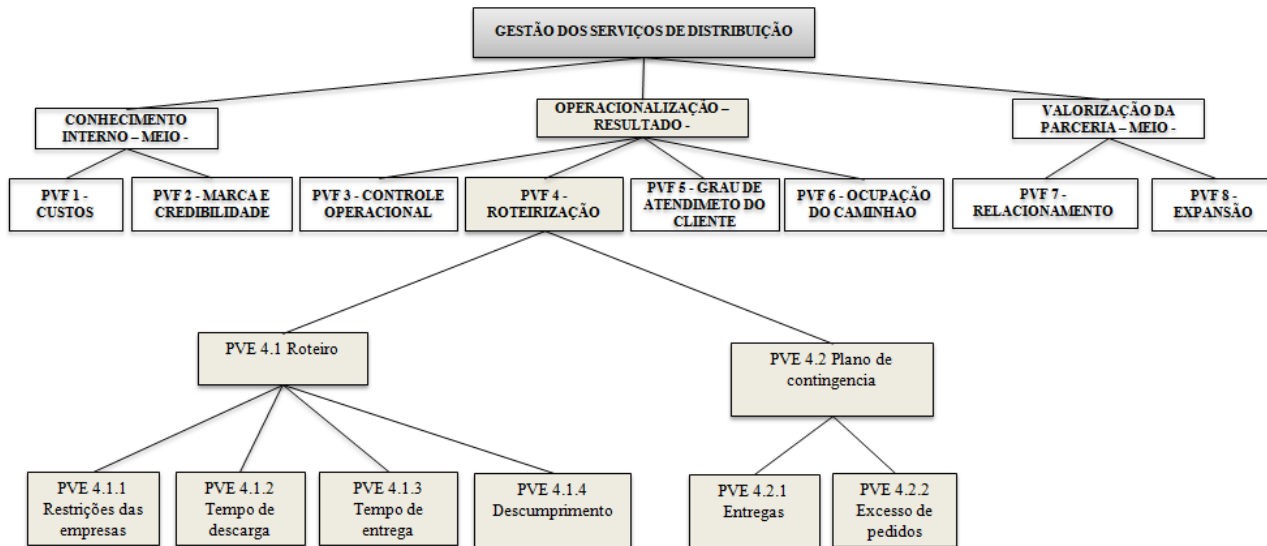 GESTÃO DOS SERVIÇOS DE DISTRIBUIÇÃO
CONHECIMENTO
INTERNO – MEIO -
OPERACIONALIZAÇÃO –
RESULTADO -
VALORIZAÇÃO DA
PARCERIA – MEIO -
PVF 1 -
CUSTOS
PVF 2 - MARCA E
CREDIBILIDADE
PVF 3 - CONTROLE
OPERACIONAL
PVF 4 -
ROTEIRIZAÇÃO
PVF 5 - GRAU DE
ATENDIMETO DO
CLIENTE
PVF 6 - OCUPAÇÃO
DO CAMINHAO
PVF 7 -
RELACIONAMENTO
PVF 8 -
EXPANSÃO
PVE 4.1 Roteiro
PVE 4.2 Plano de
contingencia
PVE 4.1.1
Restrições das
empresas
PVE 4.1.2
Tempo de
descarga
PVE 4.1.3
Tempo de
entrega
PVE 4.1.4
Descumprimento
PVE 4.2.1
Entregas
PVE 4.2.2
Excesso de
pedidos